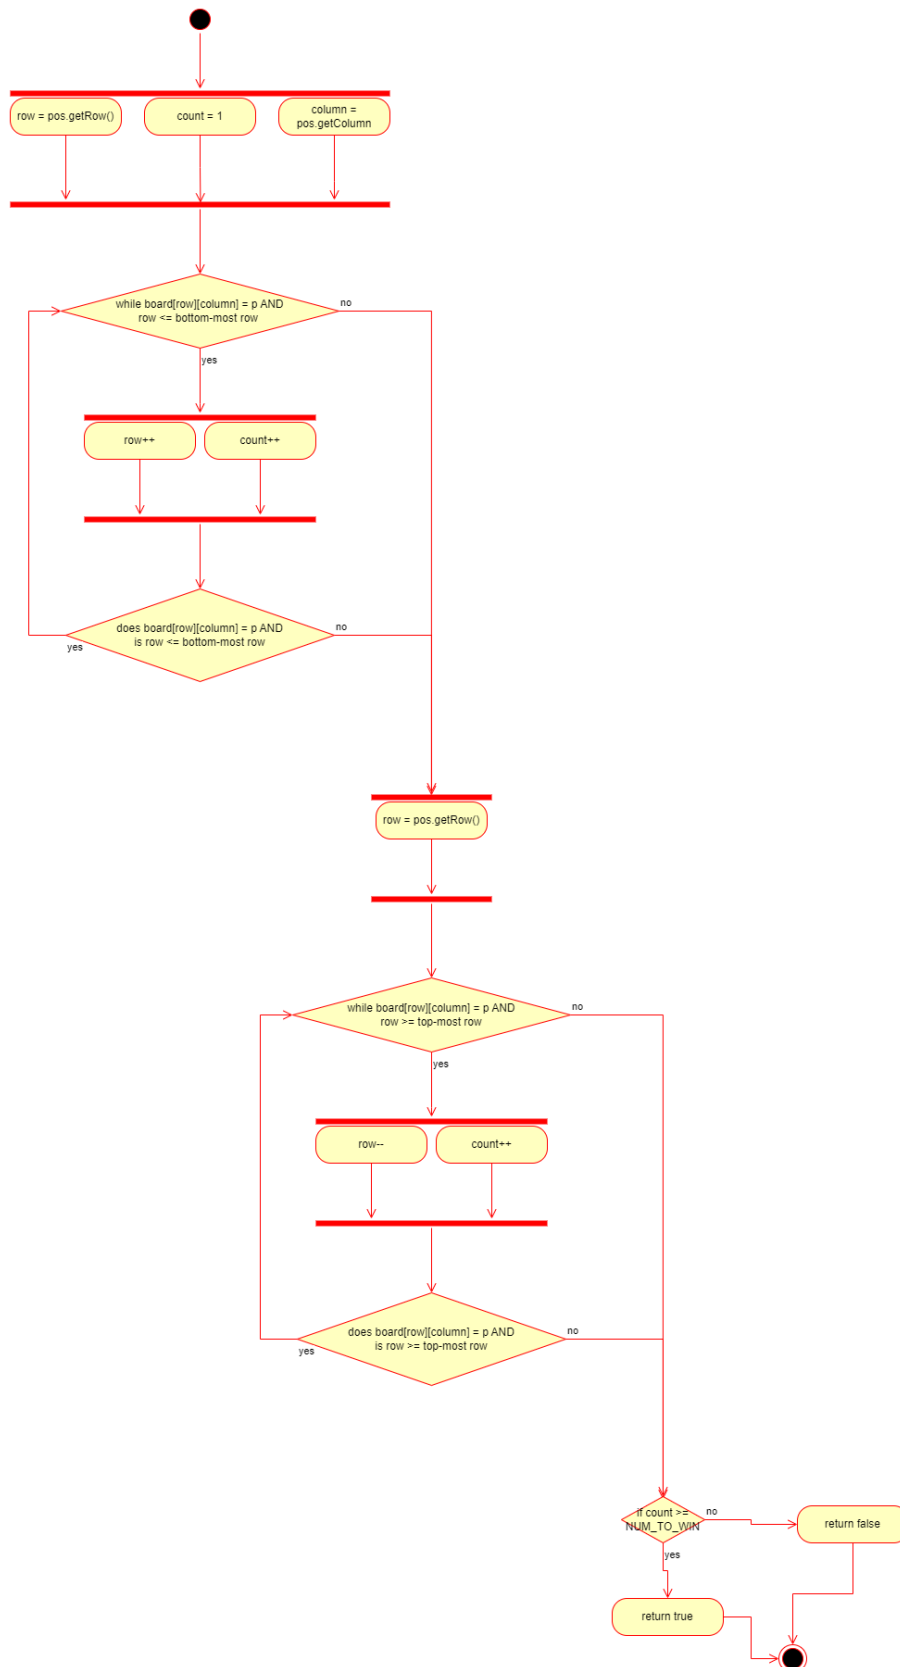 row = pos.getRow()
count = 1
column =
pos.getColumn
while board[row][column] = p AND
row <= bottom-most row
no
yes
row++
count++
does board[row][column] = p AND
is row <= bottom-most row
no
yes
row = pos.getRow()
while board[row][column] = p AND
row >= top-most row
no
yes
row--
count++
does board[row][column] = p AND
is row >= top-most row
no
yes
if count >=
NUM_TO_WIN
no
return false
yes
return true